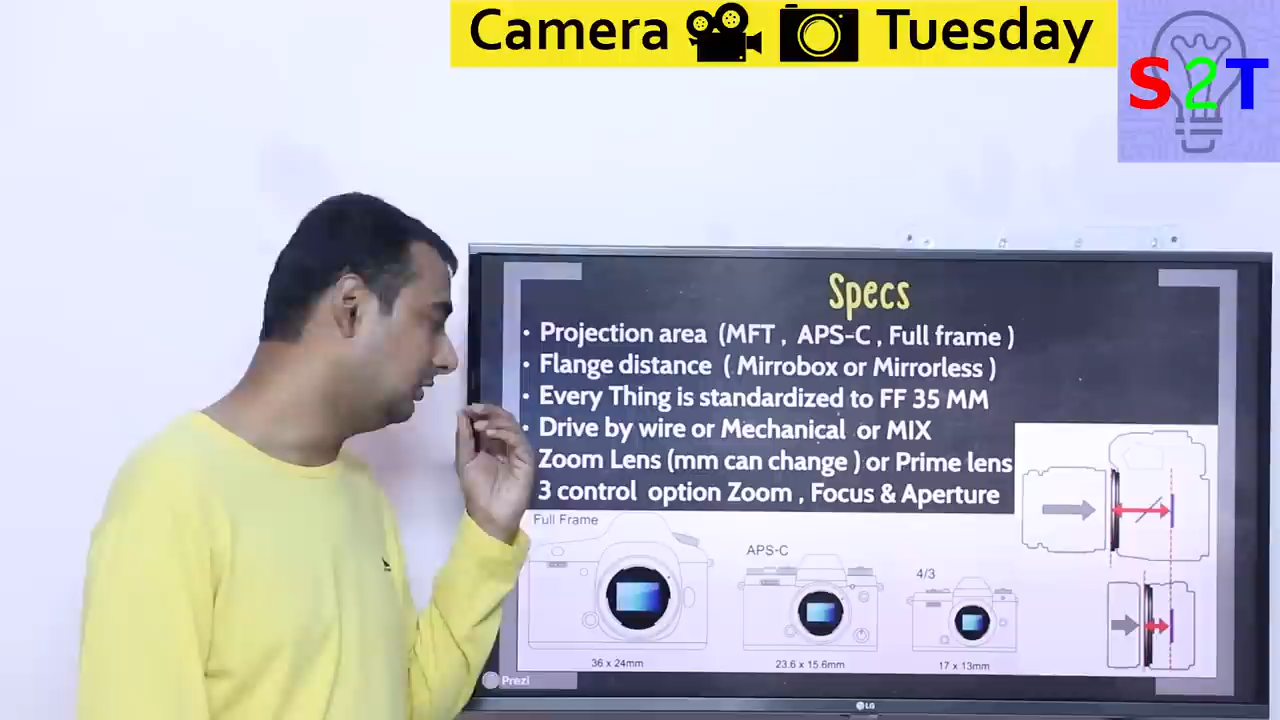 Camera Tuesday
S2T
Specs
• Projection area (MFT , APS-C , Full frame )
• Flange distance ( Mirrobox or Mirrorless )
• Every Thing is standardized to FF 35 MM
• Drive by wire or Mechanical or MIX
Zoom Lens (mm can change ) or Prime lens
3 control option Zoom , Focus & Aperture
Full Frame
APS-C
4/3
36 x 24mm
23.6 x 15.6mm
17 x 13mm
Prezi
LG